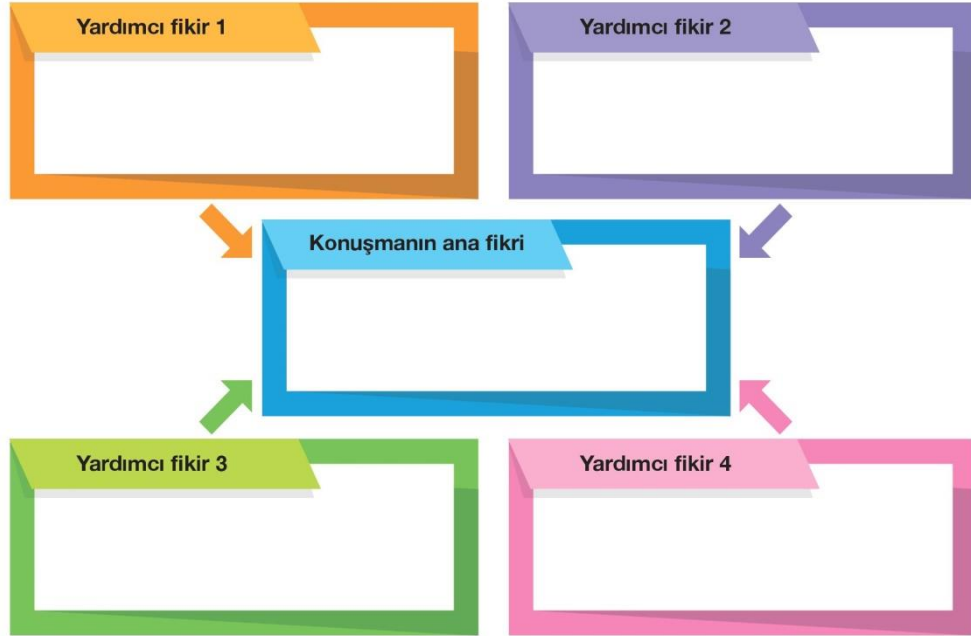 Yardımcı fikir 1
Yardımcı fikir 2
Konuşmanın ana fikri
Yardımcı fikir 3
Yardımcı fikir 4